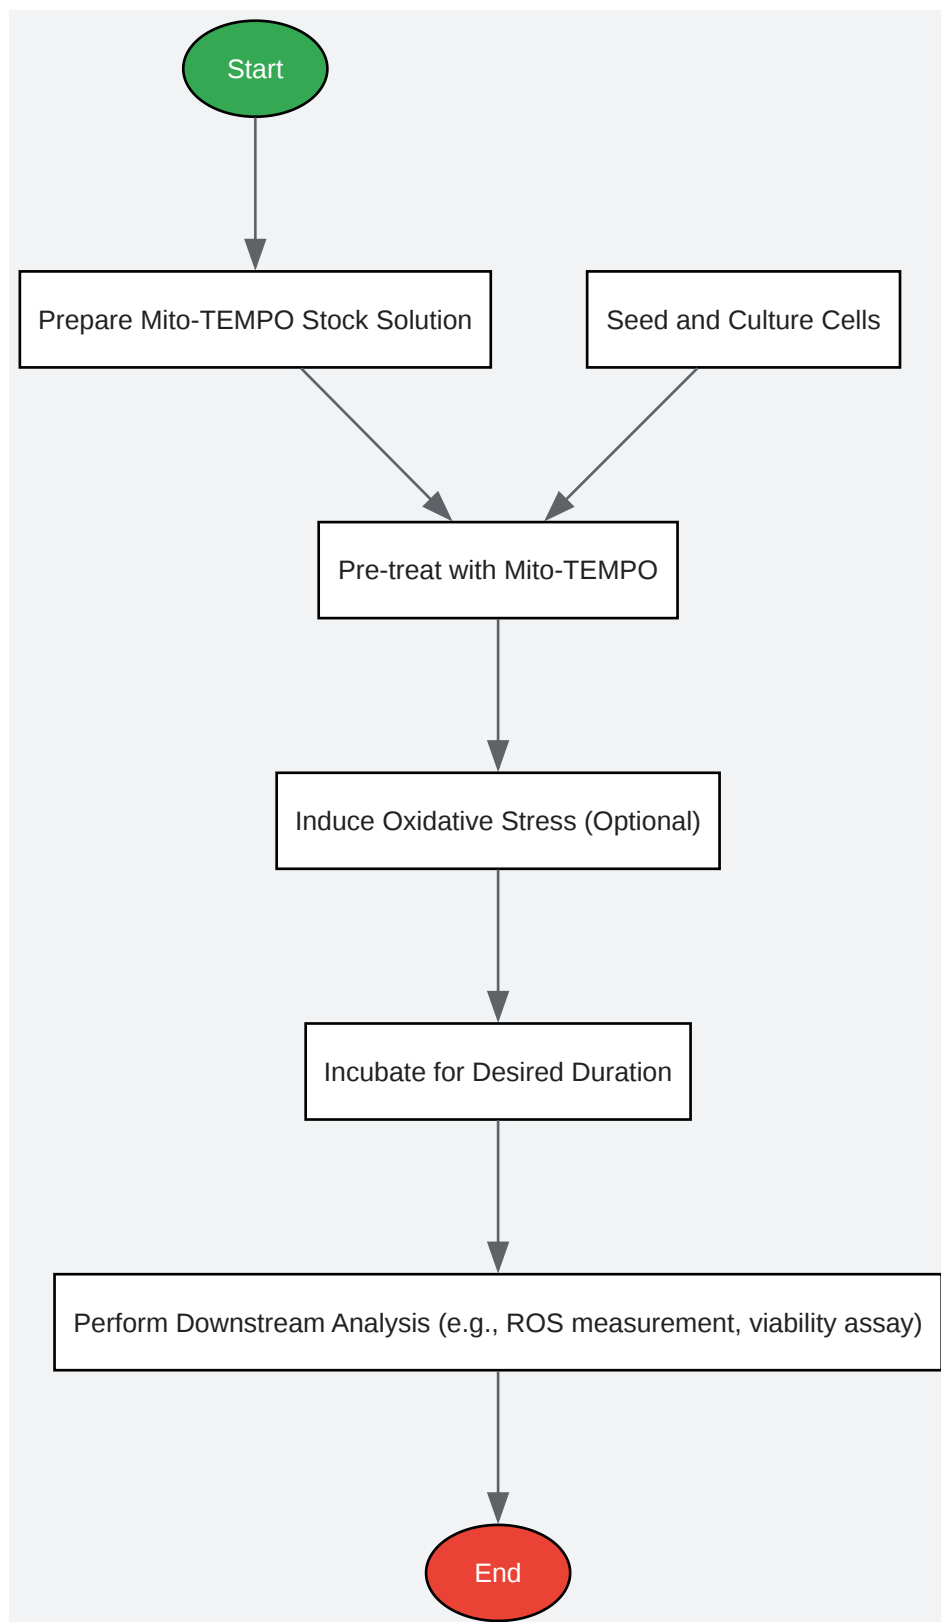 Start
Prepare Mito-TEMPO Stock Solution
Seed and Culture Cells
Pre-treat with Mito-TEMPO
Induce Oxidative Stress (Optional)
Incubate for Desired Duration
Perform Downstream Analysis (e.g., ROS measurement, viability assay)
End